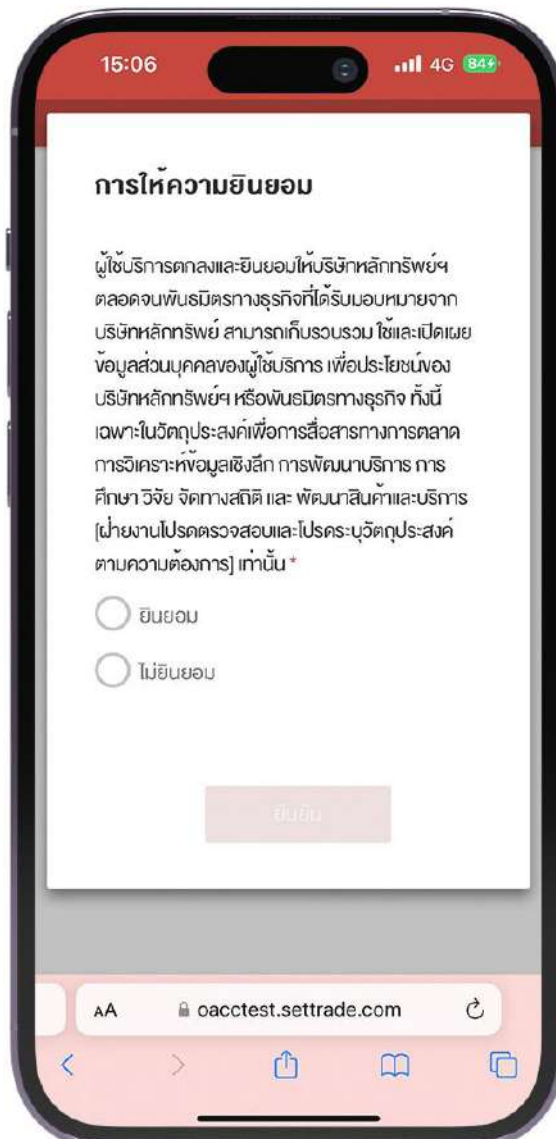 15:06
4G 84
การให้ความยินยอม
ผู้ใช้บริการตกลงและยินยอมให้บริษัทหลักทรัพย์ฯ
ตลอดจนพันธมิตรทางธุรกิจที่ได้รับมอบหมายจาก
บริษัทหลักทรัพย์ สามารถเก็บรวบรวม ใช้และเปิดเผย
ข้อมูลส่วนบุคคลของผู้ใช้บริการ เพื่อประโยชน์ของ
บริษัทหลักทรัพย์ฯ หรือพันธมิตรทางธุรกิจ ทั้งนี้
เฉพาะในวัตถุประสงค์เพื่อการสื่อสารทางการตลาด
การวิเคราะห์ข้อมูลเชิงลึก การพัฒนาบริการ การ
ศึกษา วิจัย จัดทางสถิติ และ พัฒนาสินค้าและบริการ
[ฝ่ายงานโปรดตรวจสอบและโปรดระบุวัตถุประสงค์
ตามความต้องการ] เท่านั้น *
ยินยอม
ไม่ยินยอม
ยืนยัน
AA oacctest.settrade.com